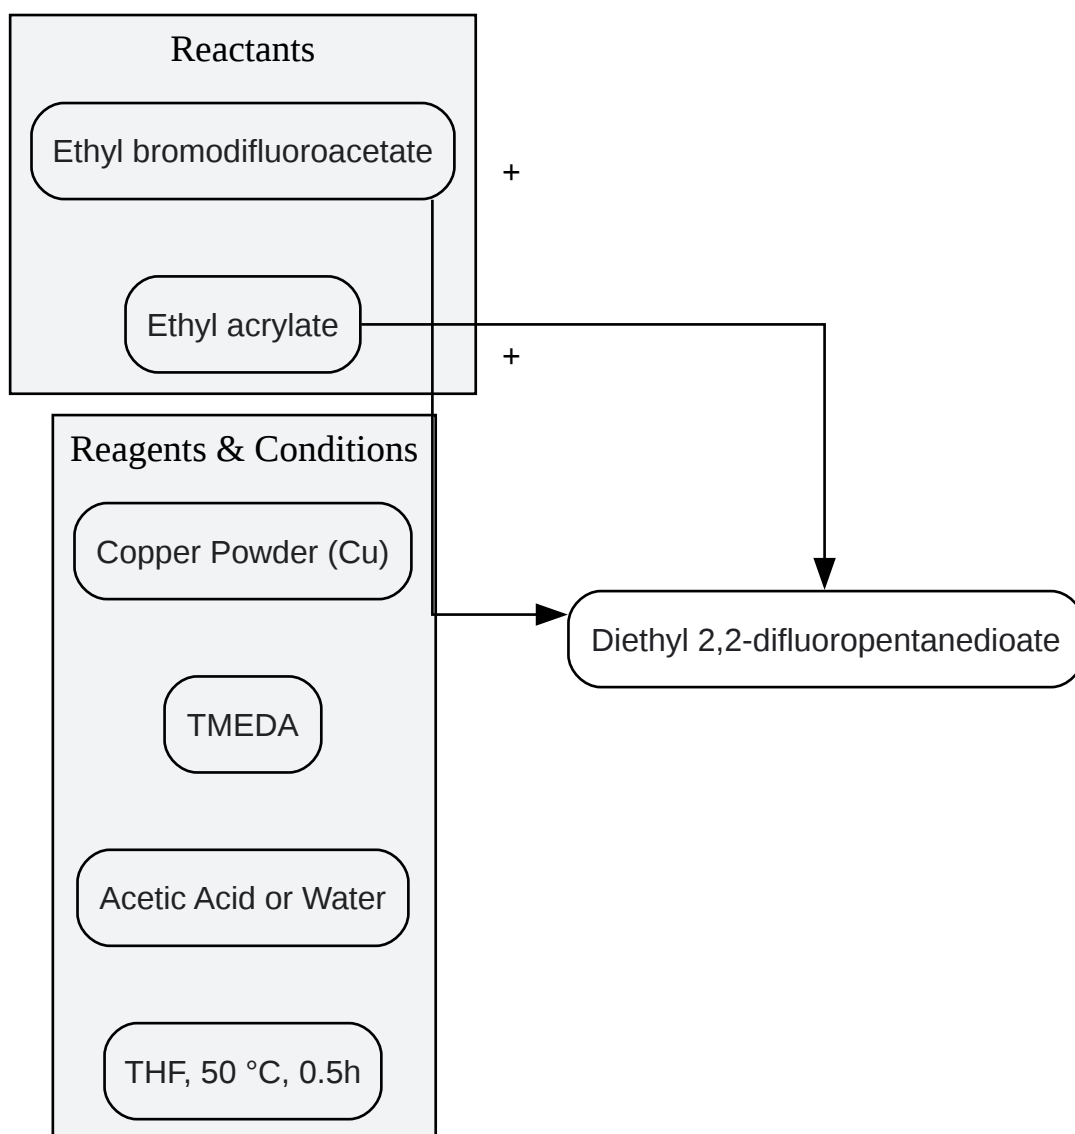 Reactants
Ethyl bromodifluoroacetate
+
Ethyl acrylate
+
Reagents & Conditions
Copper Powder (Cu)
Diethyl 2,2-difluoropentanedioate
TMEDA
Acetic Acid or Water
THF, 50 °C, 0.5h